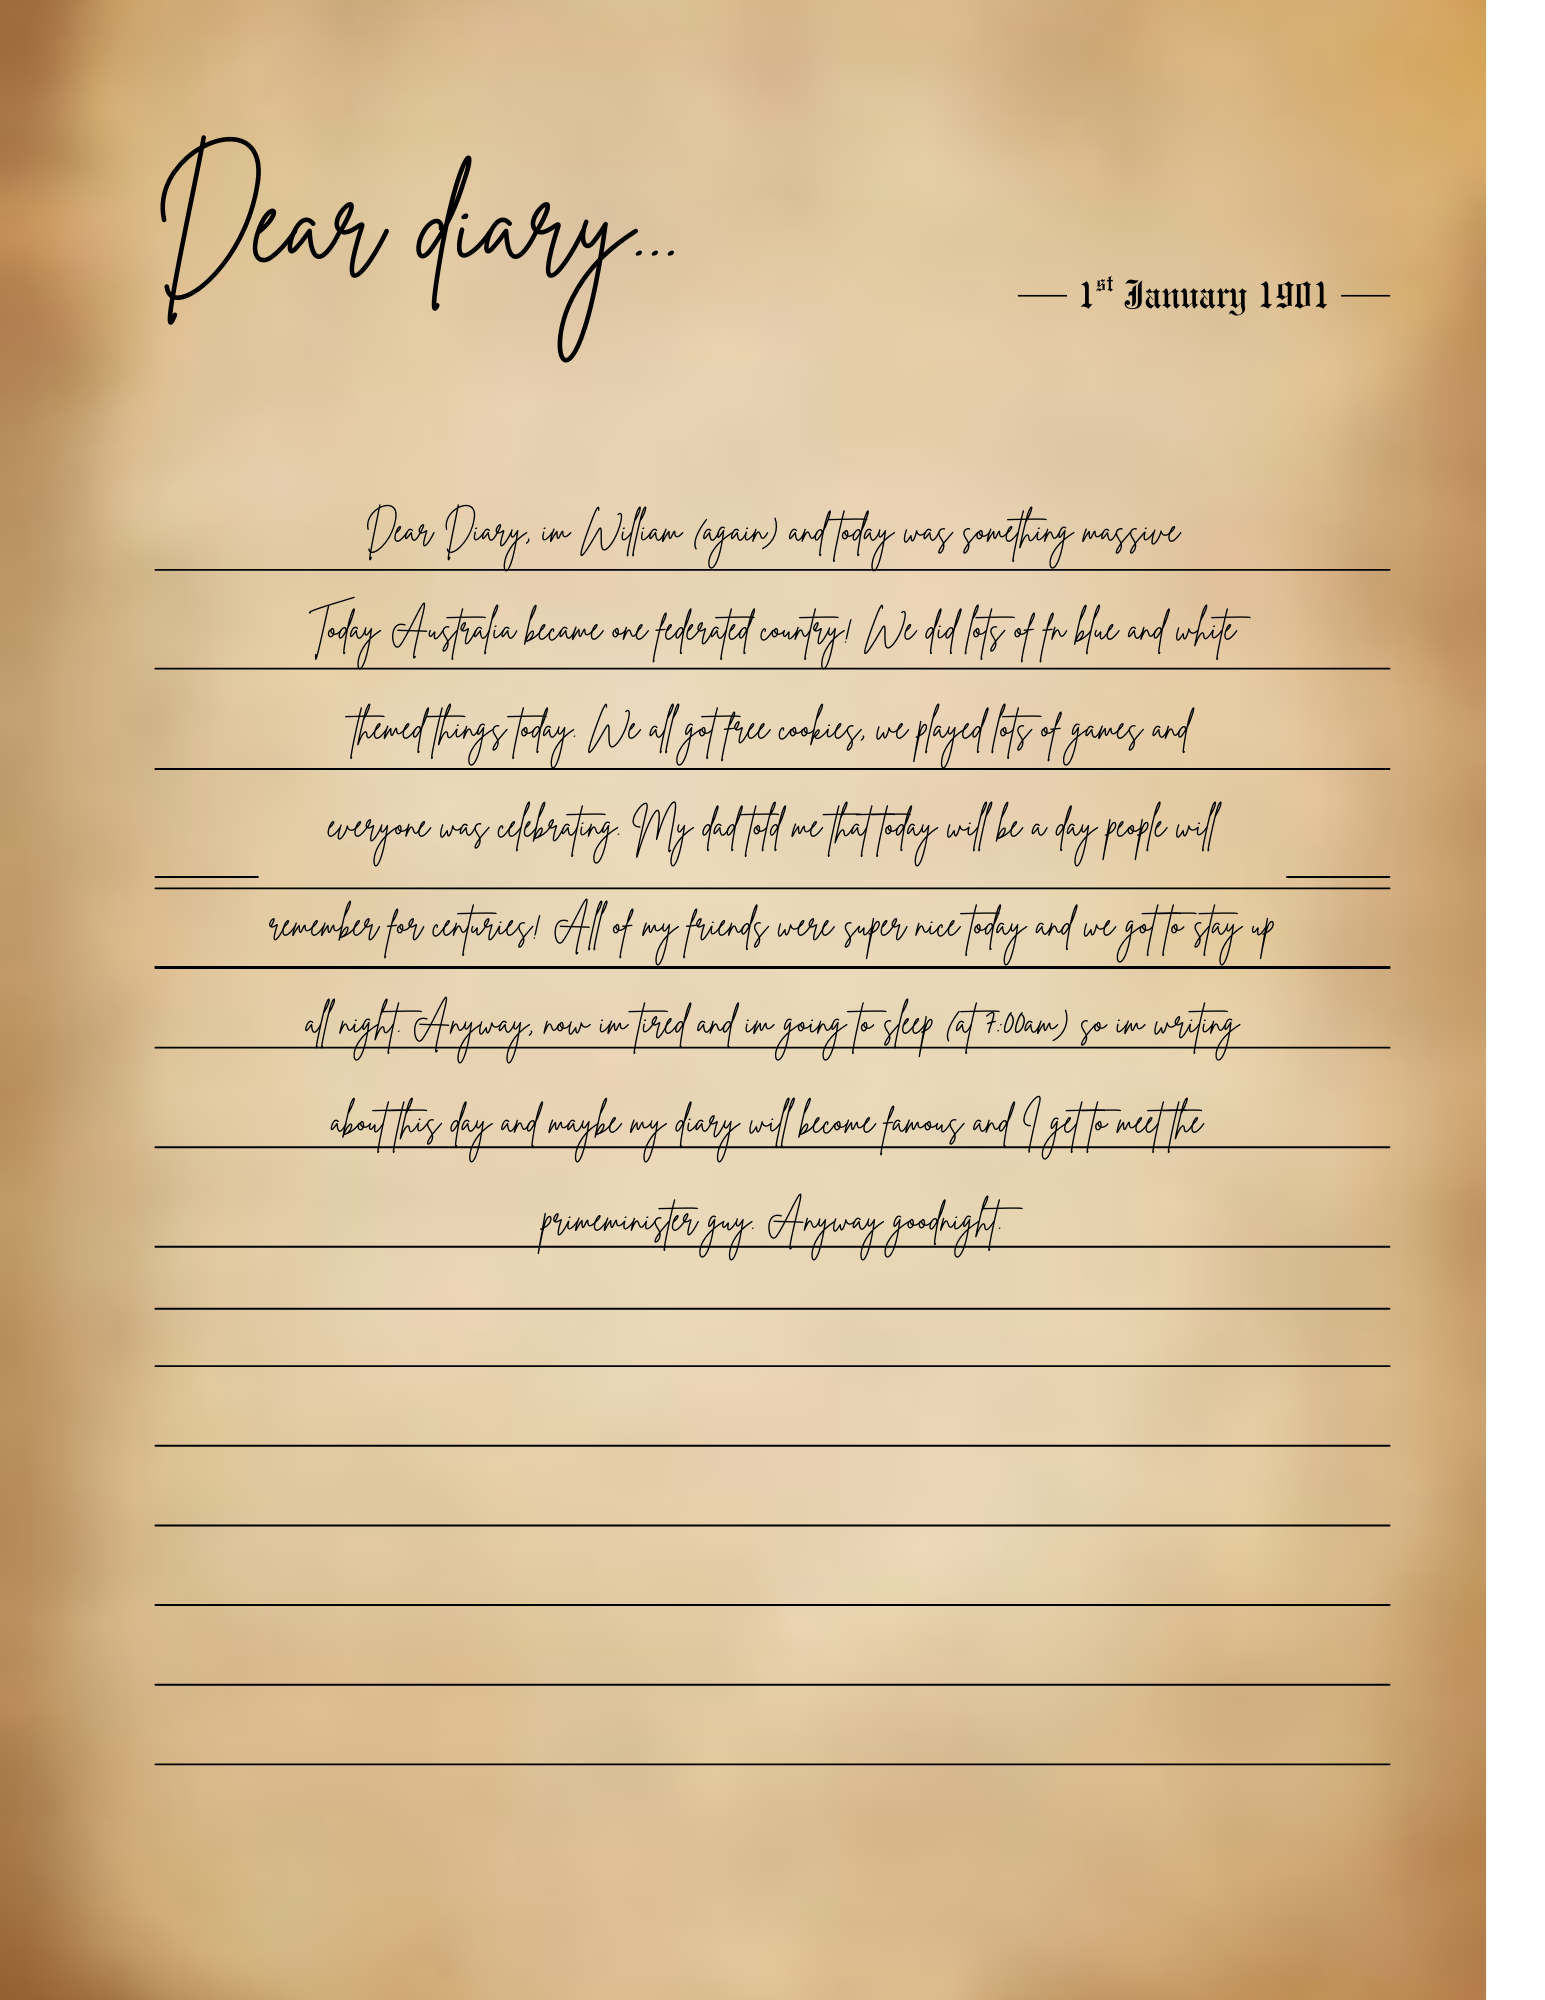 Dear diary...
1st January 1901
Dear Diary, im William (again) and today was something massive
Today Australia became one federated country! We did lots of fn blue and white
themed things today. We all got free cookies, we played lots of games and
everyone was celebrating. My dad told me that today will be a day people will
remember for centuries! All of my friends were super nice today and we got to stay up
all night. Anyway, now im tired and im going to sleep (at 7:00am) so im writing
about this day and maybe my diary will become famous and I get to meet the
primeminister guy. Anyway goodnight.